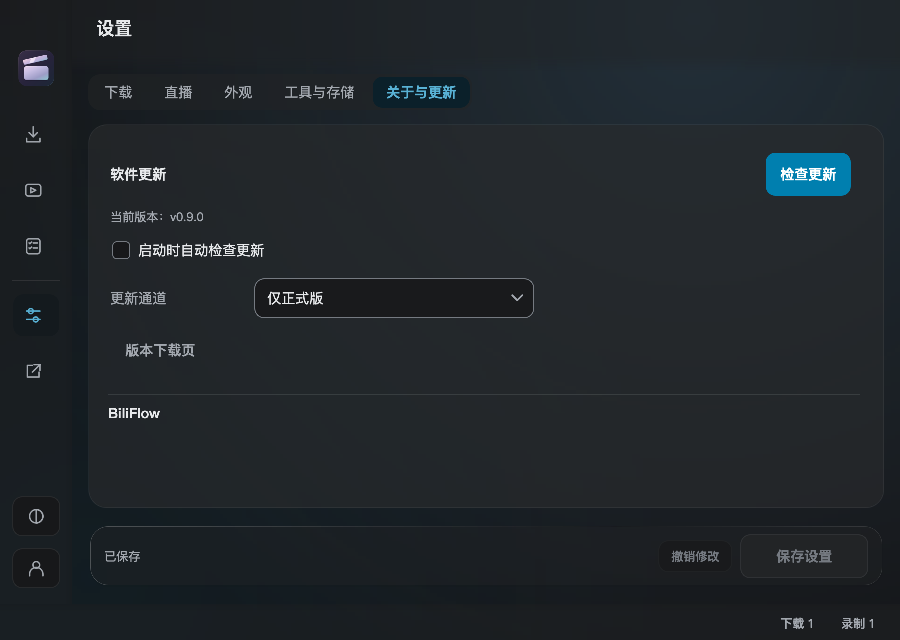 设置
下载 直播 外观 工具与存储 关于与更新
软件更新 检查更新
当前版本：v0.9.0
启动时自动检查更新
更新通道 仅正式版
版本下载页
BiliFlow
已保存 撤销修改 保存设置
下载 1 录制 1